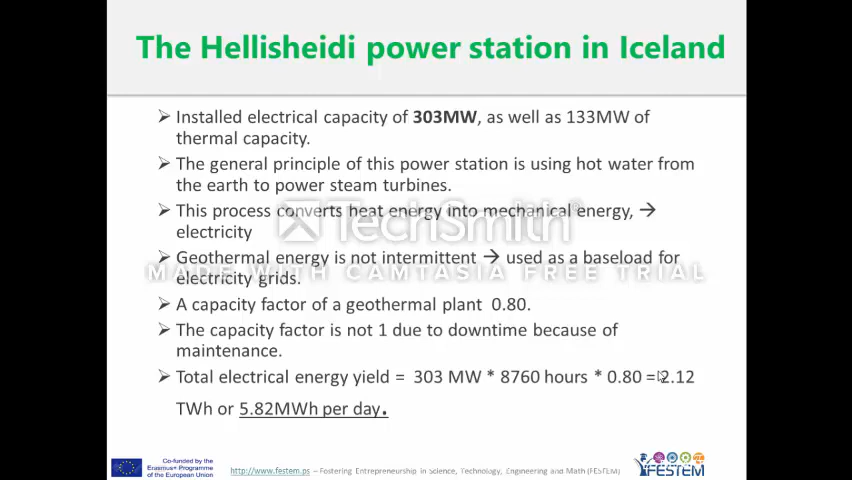 The Hellisheidi power station in Iceland
➢ Installed electrical capacity of 303MW, as well as 133MW of
thermal capacity.
➢ The general principle of this power station is using hot water from
the earth to power steam turbines.
➢ This process converts heat energy into mechanical energy, →
electricity
TechSmith®
➢ Geothermal energy is not intermittent → used as a baseload for
MADE WITH CAMTASIA FREE TRIAL
electricity grids.
➢ A capacity factor of a geothermal plant 0.80.
➢ The capacity factor is not 1 due to downtime because of
maintenance.
➢ Total electrical energy yield = 303 MW * 8760 hours * 0.80 = 2.12
TWh or 5.82MWh per day.
Co-funded by the
Erasmus+ Programme
of the European Union
http://www.festem.ps – Fostering Entrepreneurship in Science, Technology, Engineering and Math (FESTEM)
FESTEM